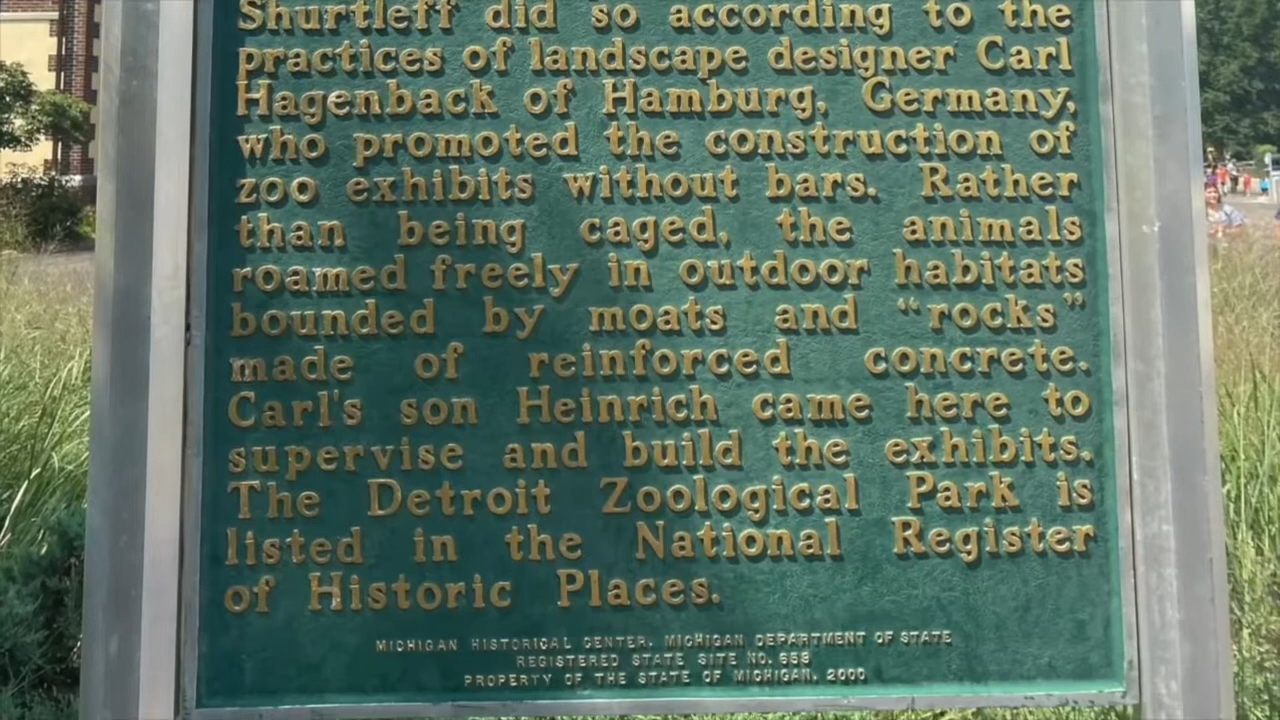 Shurtleff did so according to the
practices of landscape designer Carl
Hagenback of Hamburg, Germany,
who promoted the construction of
zoo exhibits without bars. Rather
than being caged, the animals
roamed freely in outdoor habitats
bounded by moats and “rocks”
made of reinforced concrete.
Carl's son Heinrich came here to
supervise and build the exhibits.
The Detroit Zoological Park is
listed in the National Register
of Historic Places.
MICHIGAN HISTORICAL CENTER, MICHIGAN DEPARTMENT OF STATE
REGISTERED STATE SITE NO. 658
PROPERTY OF THE STATE OF MICHIGAN, 2000